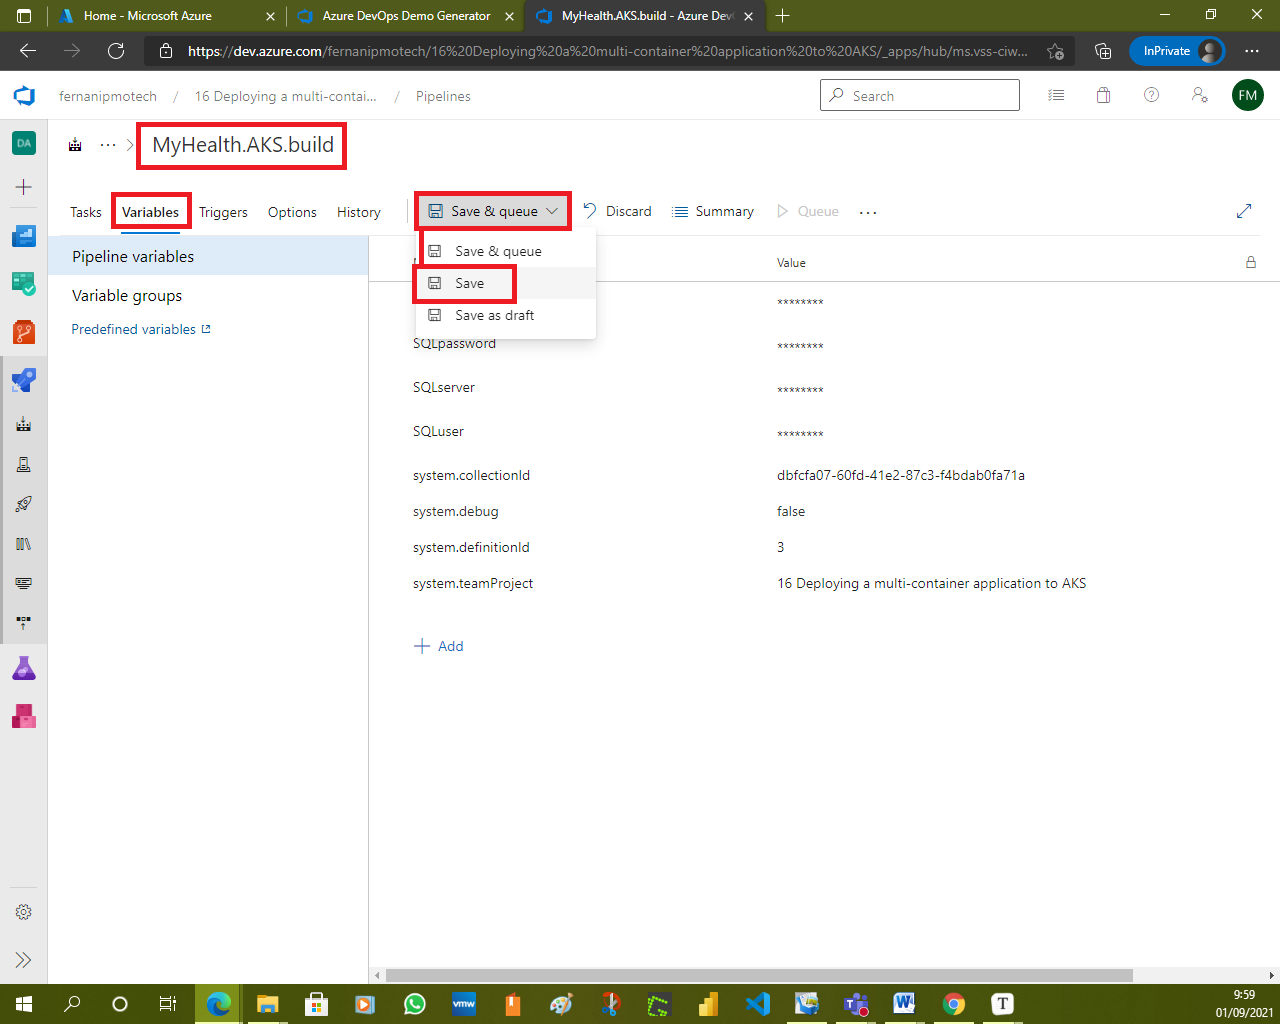 Home - Microsoft Azure
Azure DevOps Demo Generator
MyHealth.AKS.build - Azure Dev
https://dev.azure.com/fernanipmotech/16%20Deploying%20a%20multi-container%20application%20to%20AKS/_apps/hub/ms.vss-ciw...
InPrivate
fernanipmotech / 16 Deploying a multi-contai... / Pipelines
Search
FM
DA
... > MyHealth.AKS.build
Tasks Variables Triggers Options History
Save & queue Discard Summary Queue ...
Pipeline variables
Variable groups
Predefined variables
Save & queue
Save
Save as draft
Value
********
SQLpassword ********
SQLserver ********
SQLuser ********
system.collectionId dbfcfa07-60fd-41e2-87c3-f4bdab0fa71a
system.debug false
system.definitionId 3
system.teamProject 16 Deploying a multi-container application to AKS
+ Add
vmw
T
9:59
01/09/2021